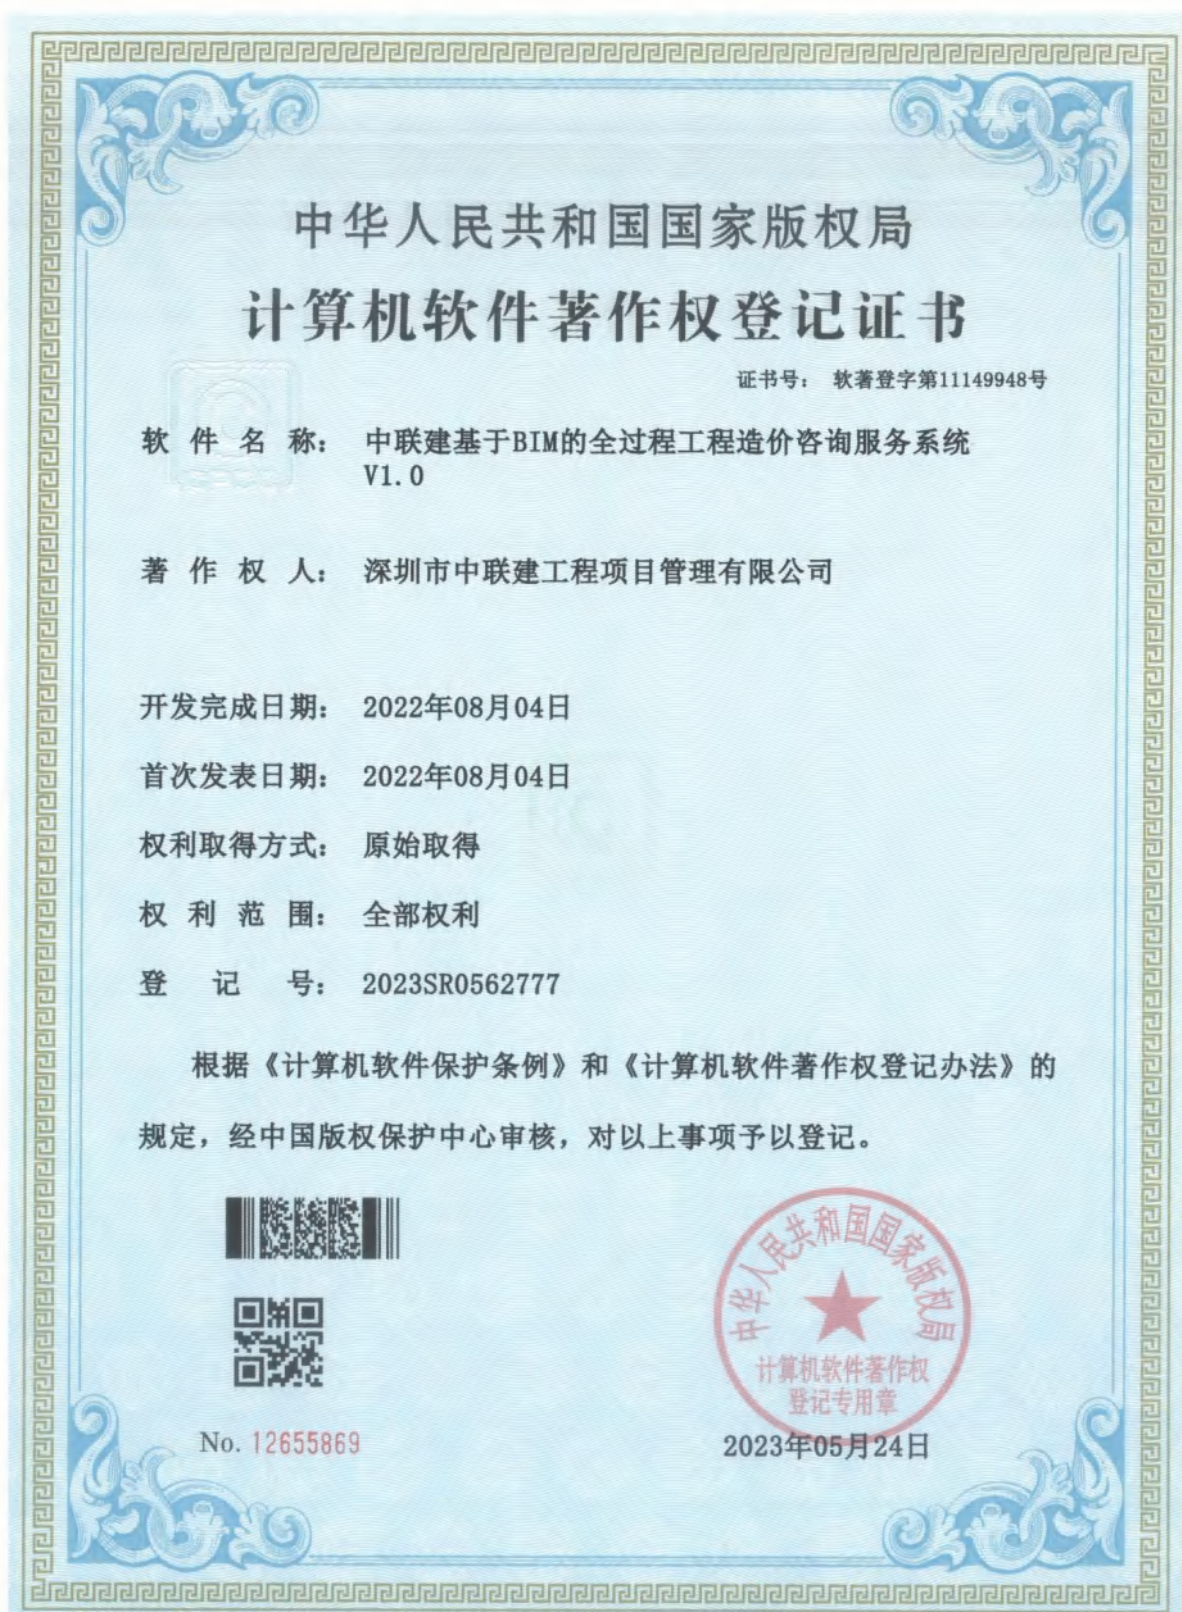 中华人民共和国国家版权局
计算机软件著作权登记证书
证书号： 软著登字第11149948号
软 件 名 称： 中联建基于BIM的全过程工程造价咨询服务系统
V1.0
著 作 权 人： 深圳市中联建工程项目管理有限公司
开发完成日期： 2022年08月04日
首次发表日期： 2022年08月04日
权利取得方式： 原始取得
权 利 范 围： 全部权利
登 记 号： 2023SR0562777
根据《计算机软件保护条例》和《计算机软件著作权登记办法》的
规定，经中国版权保护中心审核，对以上事项予以登记。
中华人民共和国国家版权局
计算机软件著作权
登记专用章
No. 12655869
2023年05月24日